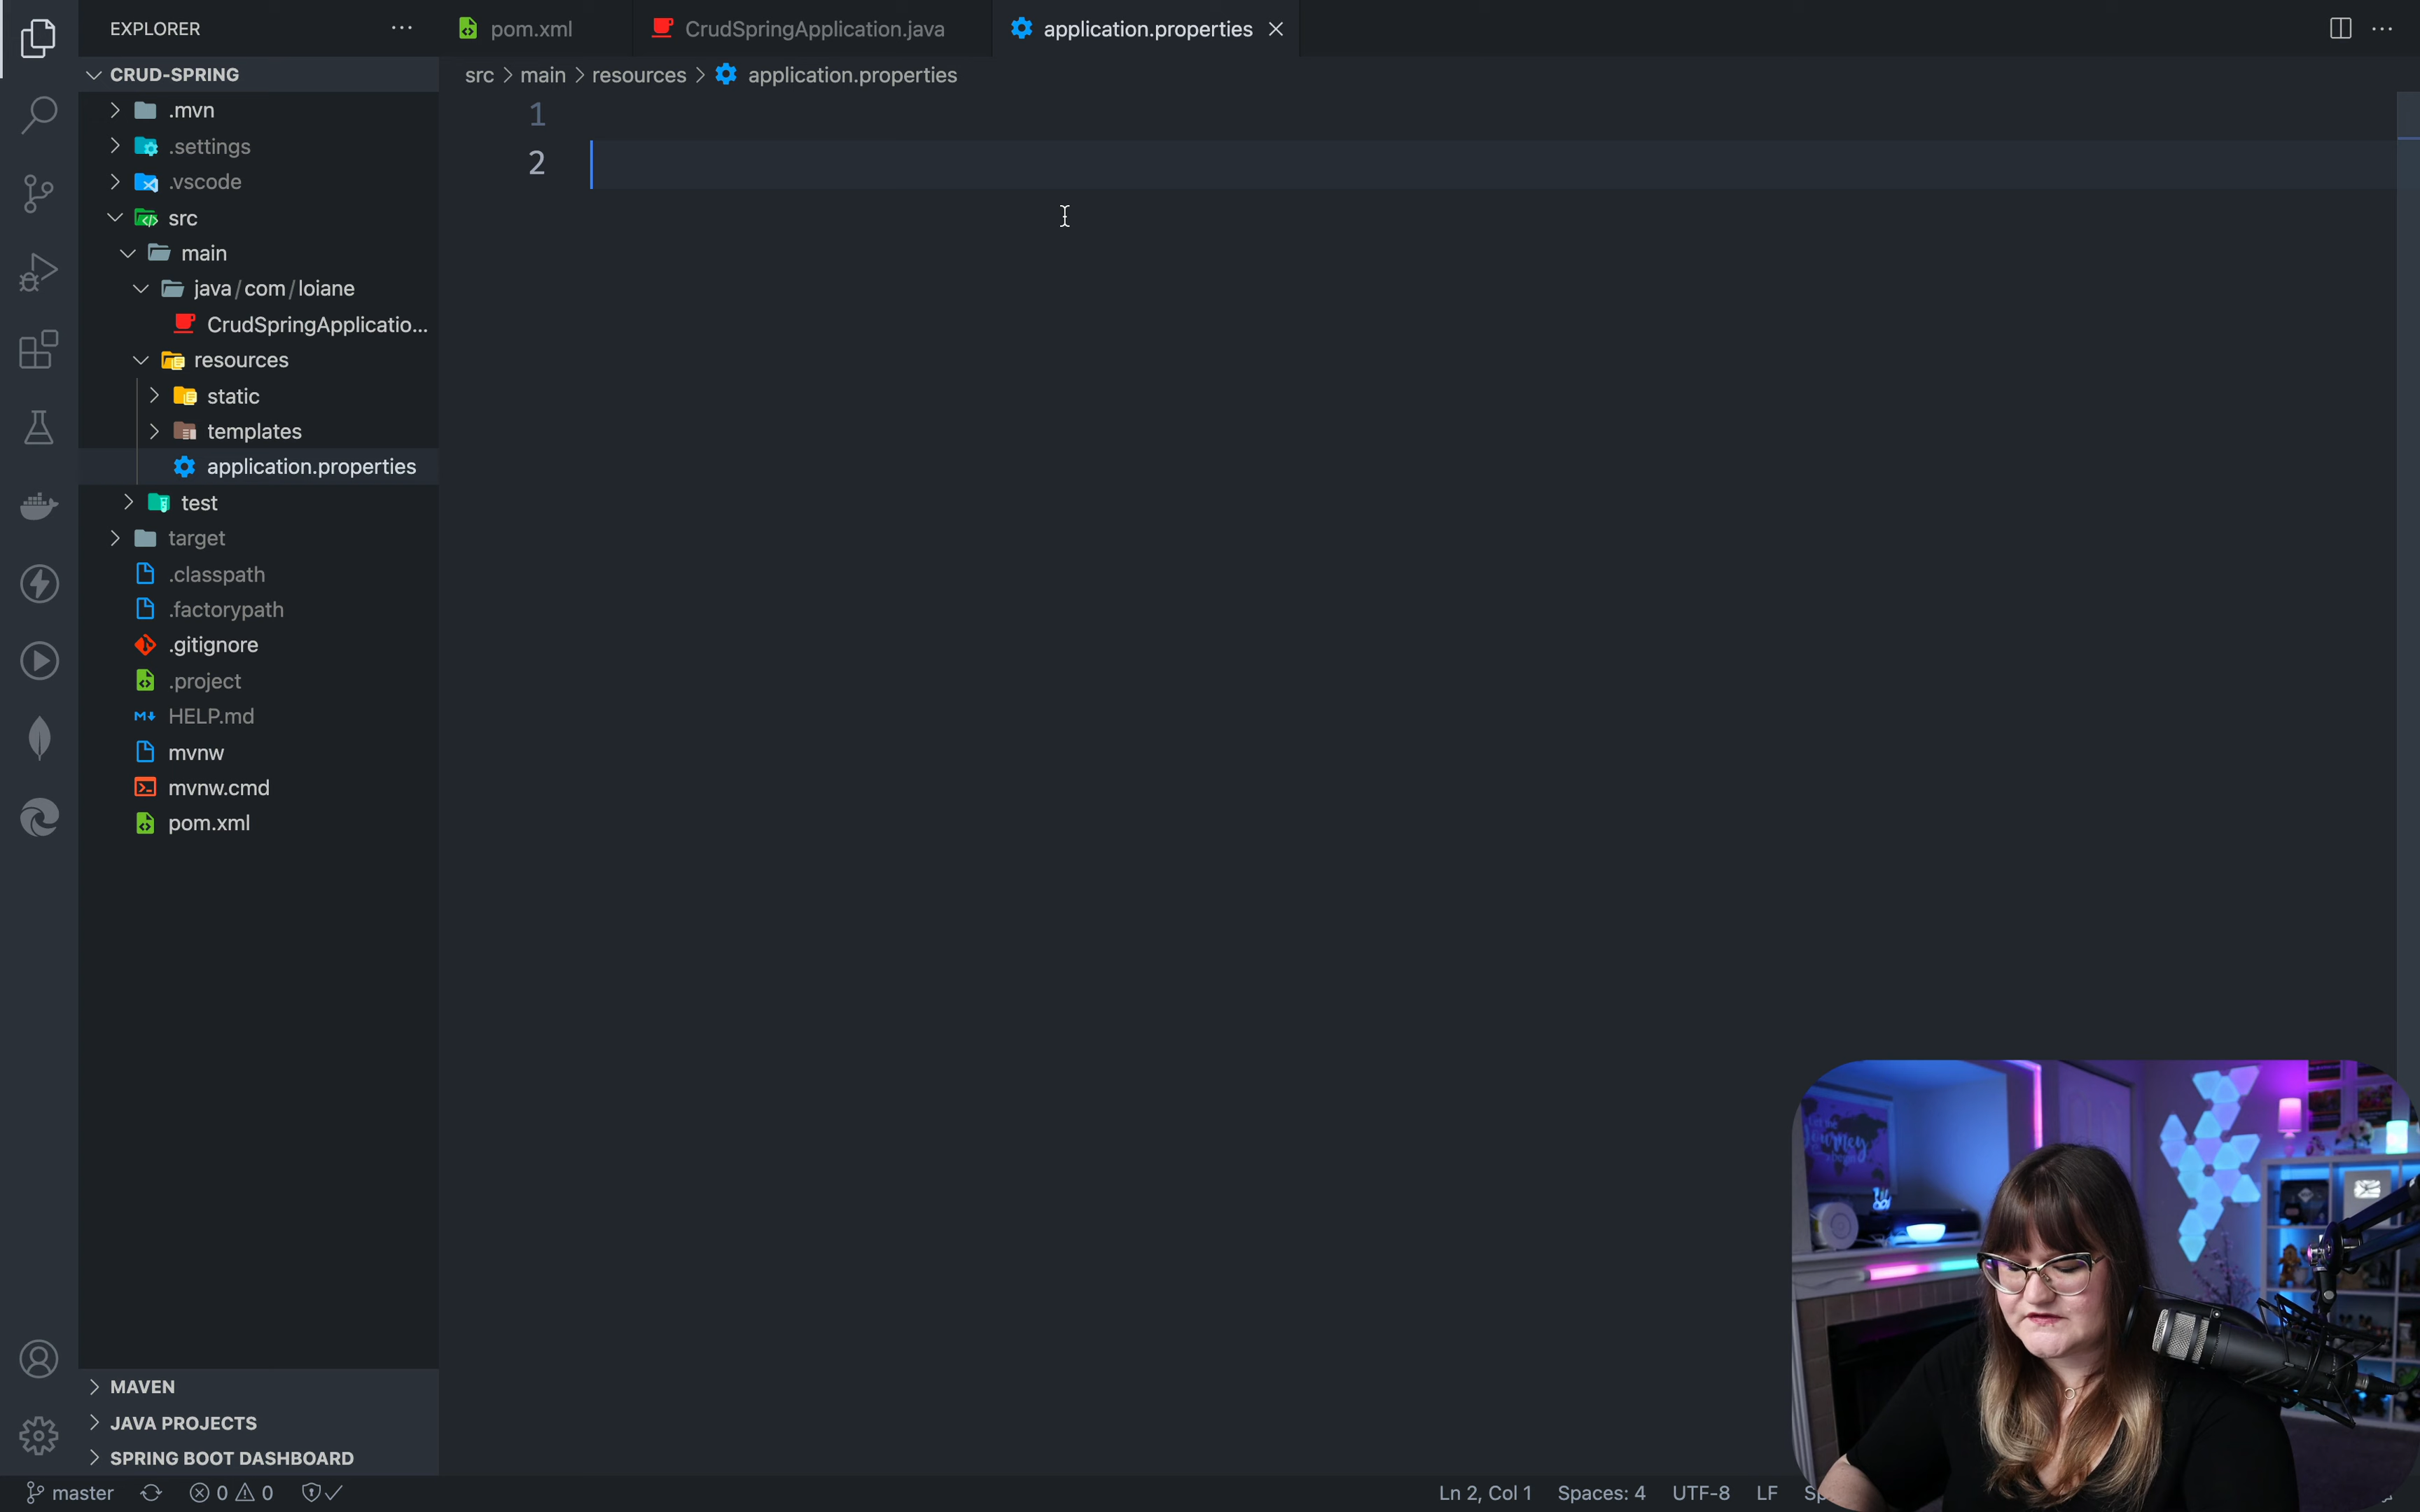 EXPLORER
pom.xml
CrudSpringApplication.java
application.properties
CRUD-SPRING
src
main
resources
application.properties
1
2
.mvn
.settings
.vscode
src
main
java/com/loiane
CrudSpringApplicatio...
resources
static
templates
application.properties
test
target
.classpath
.factorypath
.gitignore
.project
HELP.md
mvnw
mvnw.cmd
pom.xml
MAVEN
JAVA PROJECTS
SPRING BOOT DASHBOARD
master
0
0
Ln 2, Col 1
Spaces: 4
UTF-8
LF
journey